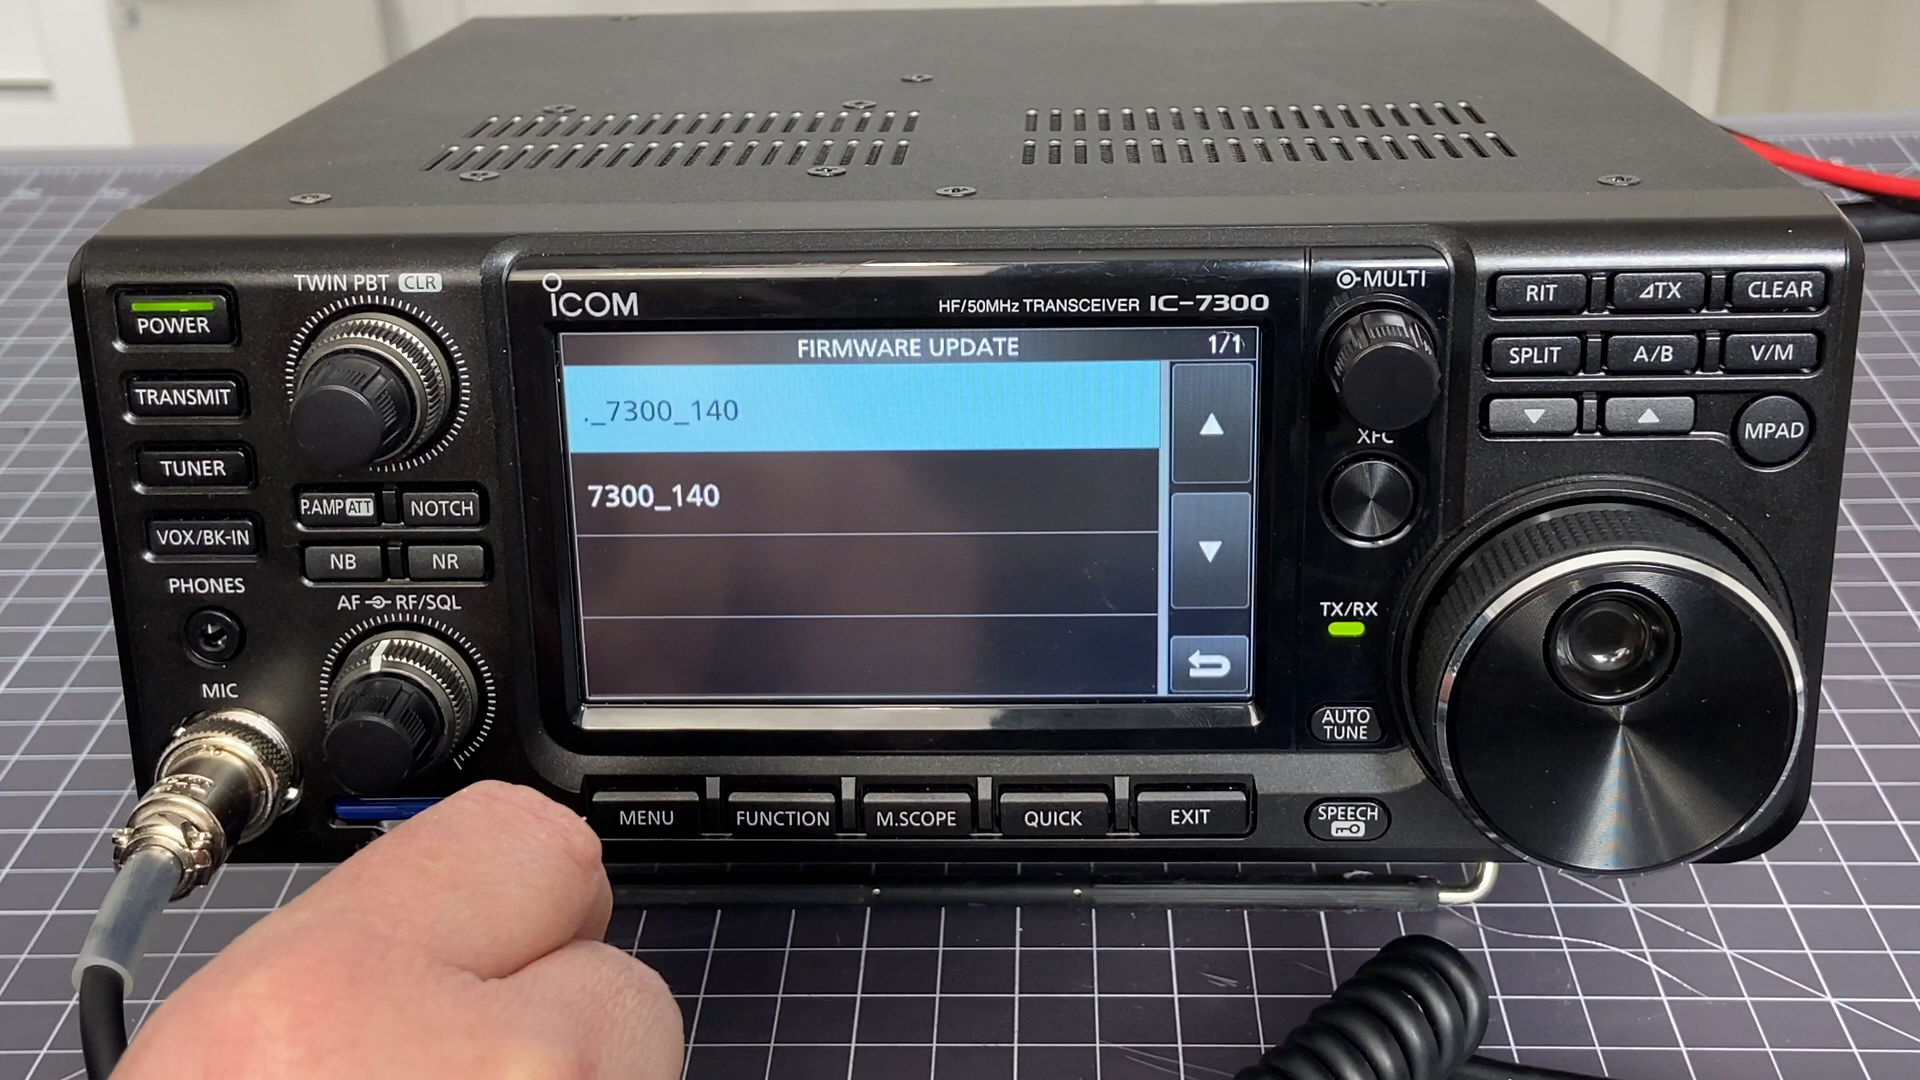 TWIN PBT CLR
POWER
TRANSMIT
TUNER
VOX/BK-IN
PHONES
MIC
P.AMP ATT
NOTCH
NB
NR
AF RF/SQL
ICOM
HF/50MHz TRANSCEIVER IC-7300
FIRMWARE UPDATE 1/1
._7300_140
7300_140
MENU
FUNCTION
M.SCOPE
QUICK
EXIT
MULTI
XFC
TX/RX
AUTO TUNE
SPEECH
RIT
⊿TX
CLEAR
SPLIT
A/B
V/M
MPAD